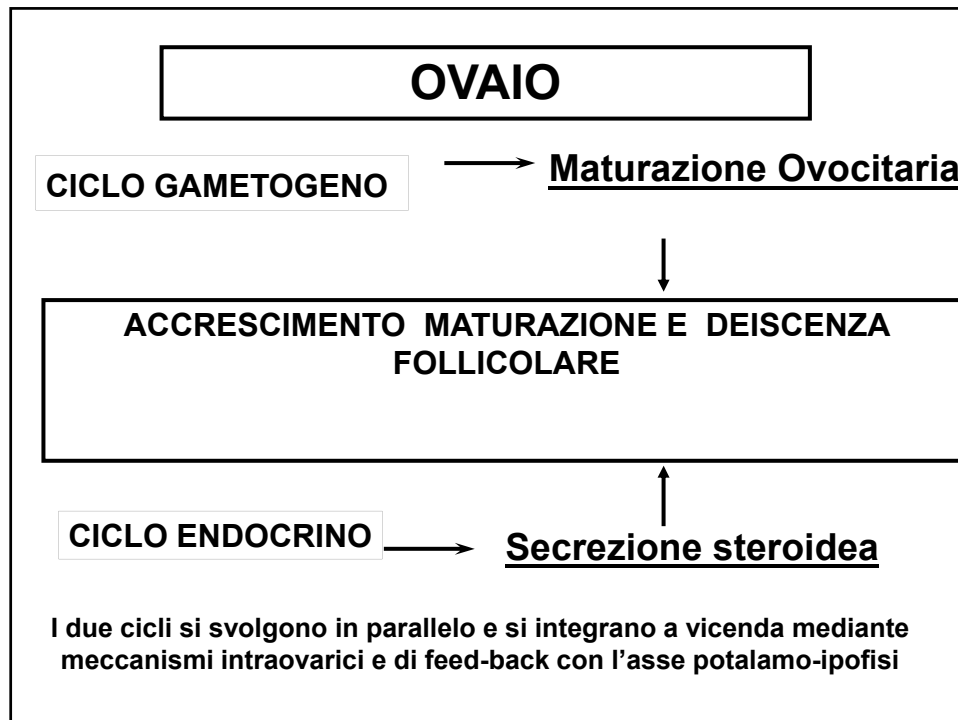 OVAIO
CICLO GAMETOGENO
Maturazione Ovocitaria
ACCRESCIMENTO MATURAZIONE E DEISCENZA
FOLLICOLARE
CICLO ENDOCRINO
Secrezione steroidea
I due cicli si svolgono in parallelo e si integrano a vicenda mediante
meccanismi intraovarici e di feed-back con l'asse potalamo-ipofisi